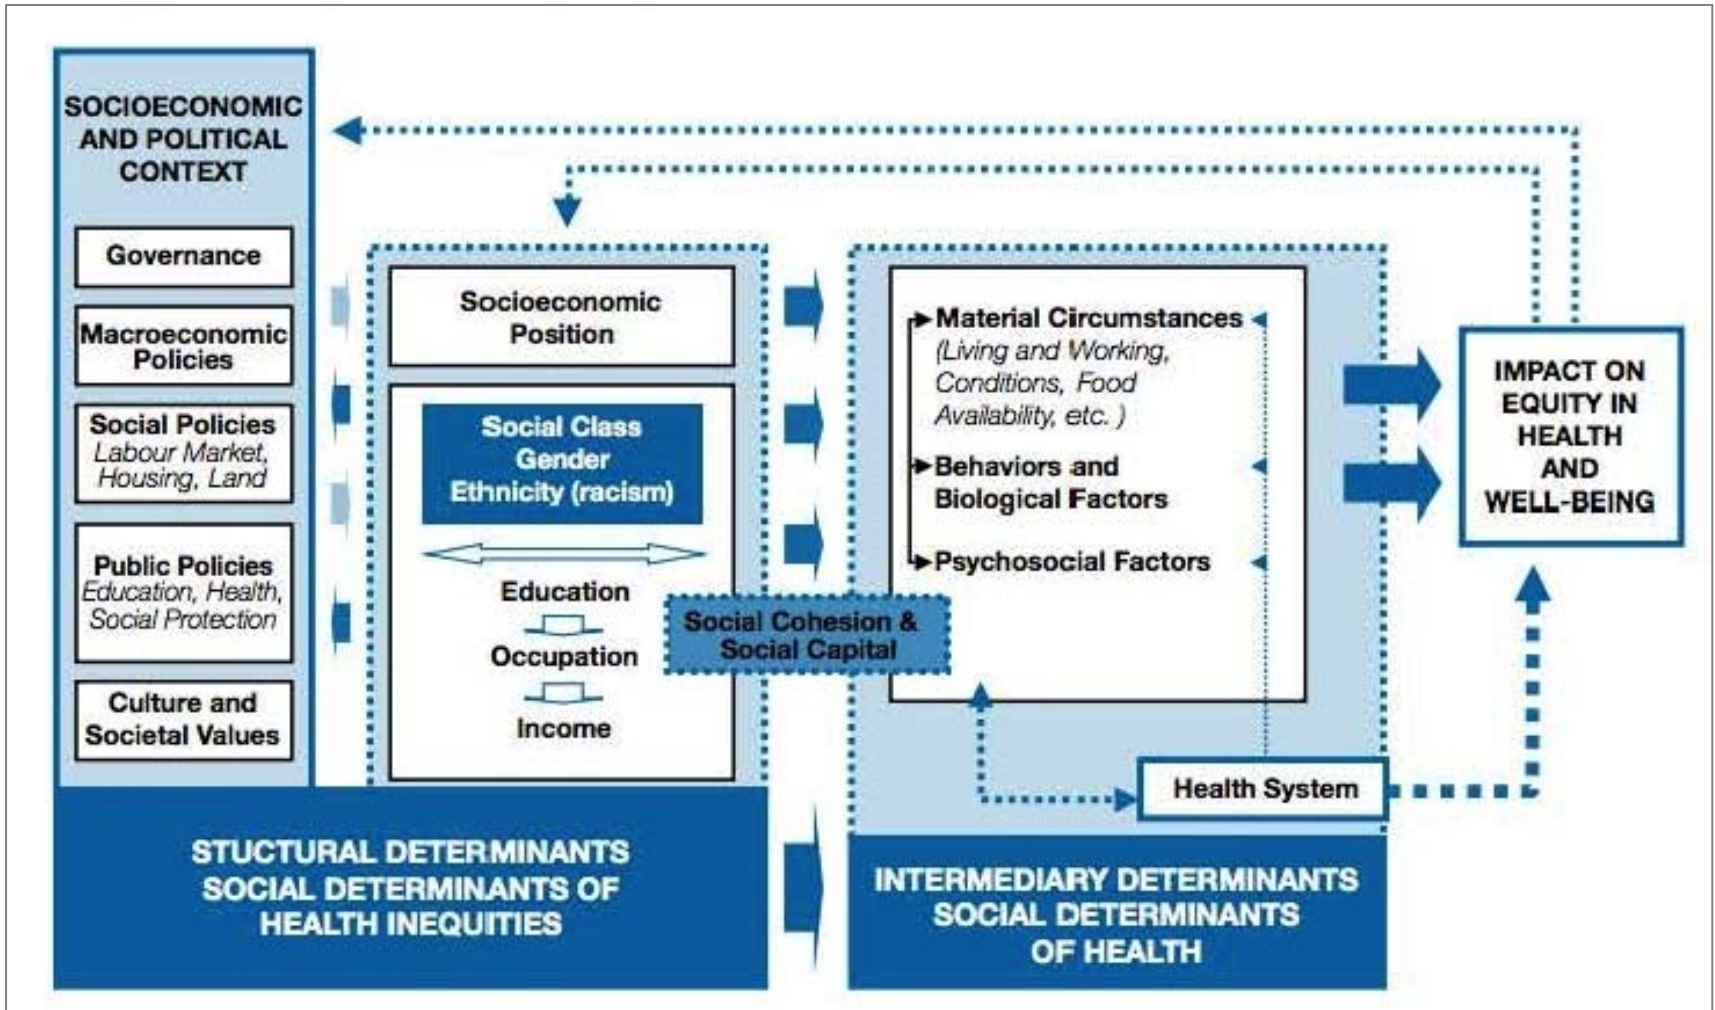 SOCIOECONOMIC
AND POLITICAL
CONTEXT
Governance
Macroeconomic
Policies
Social Policies
Labour Market,
Housing, Land
Public Policies
Education, Health,
Social Protection
Culture and
Societal Values
Socioeconomic
Position
Social Class
Gender
Ethnicity (racism)
Education
Occupation
Income
Social Cohesion &
Social Capital
STUCTURAL DETERMINANTS
SOCIAL DETERMINANTS OF
HEALTH INEQUITIES
Material Circumstances
(Living and Working,
Conditions, Food
Availability, etc. )
Behaviors and
Biological Factors
Psychosocial Factors
Health System
INTERMEDIARY DETERMINANTS
SOCIAL DETERMINANTS
OF HEALTH
IMPACT ON
EQUITY IN
HEALTH
AND
WELL-BEING